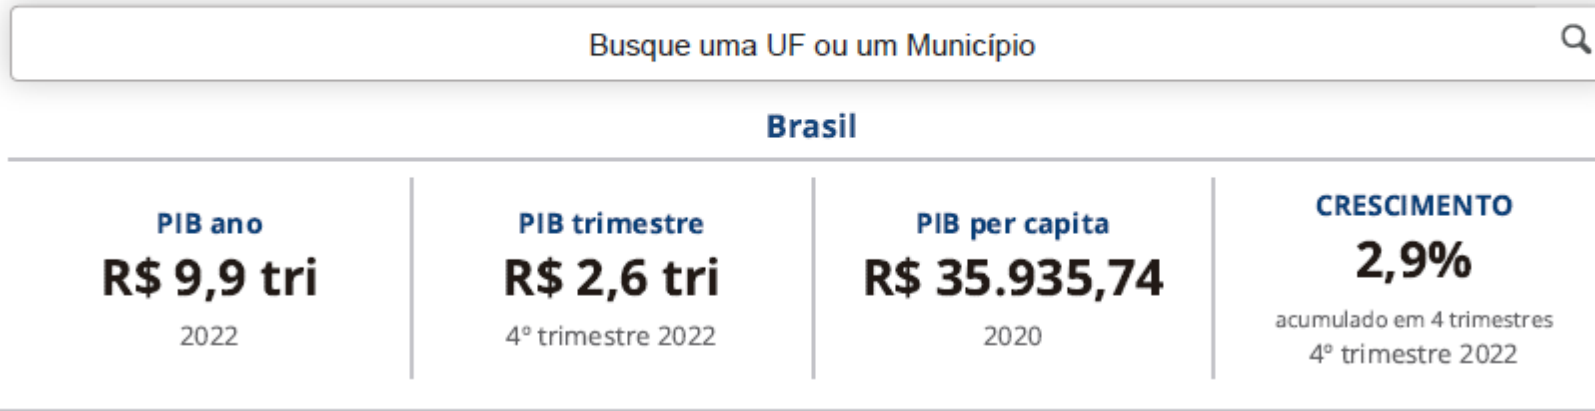 Busque uma UF ou um Município
Brasil
PIB ano
R$ 9,9 tri
2022
PIB trimestre
R$ 2,6 tri
4º trimestre 2022
PIB per capita
R$ 35.935,74
2020
CRESCIMENTO
2,9%
acumulado em 4 trimestres
4º trimestre 2022